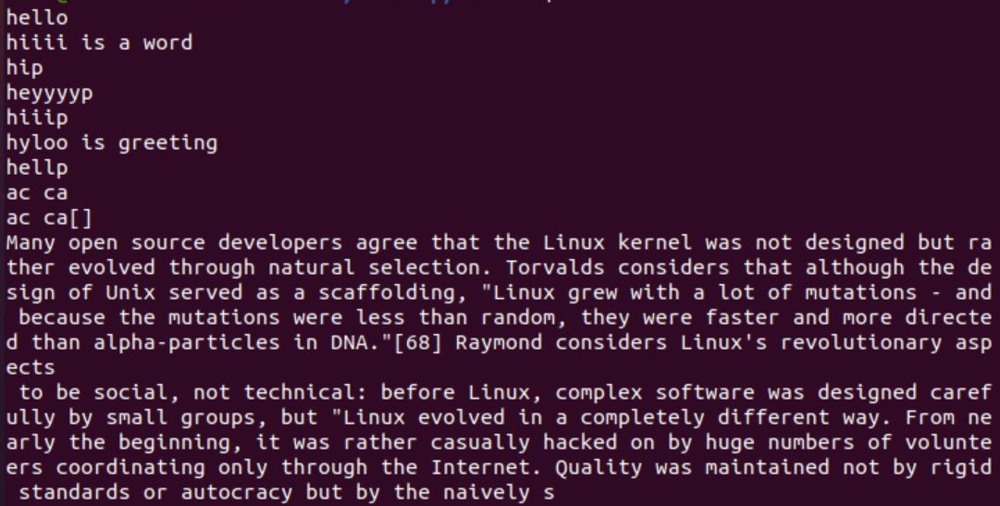 hello
hiiii is a word
hip
heyyyyp
hiiip
hyloo is greeting
hellp
ac ca
ac ca[]
Many open source developers agree that the Linux kernel was not designed but ra
ther evolved through natural selection. Torvalds considers that although the de
sign of Unix served as a scaffolding, "Linux grew with a lot of mutations - and
 because the mutations were less than random, they were faster and more directe
d than alpha-particles in DNA."[68] Raymond considers Linux's revolutionary asp
ects
 to be social, not technical: before Linux, complex software was designed caref
ully by small groups, but "Linux evolved in a completely different way. From ne
arly the beginning, it was rather casually hacked on by huge numbers of volunte
ers coordinating only through the Internet. Quality was maintained not by rigid
 standards or autocracy but by the naively s